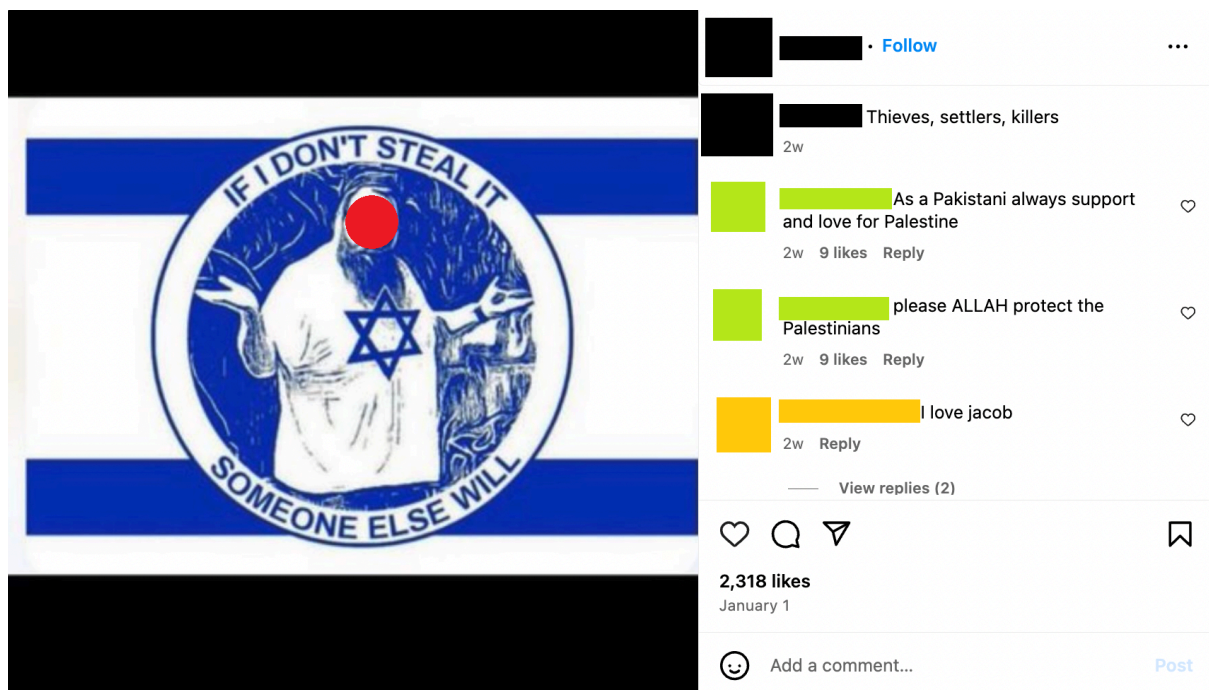 IF I DON'T STEAL IT
SOMEONE ELSE WILL
• Follow
Thieves, settlers, killers
2w
As a Pakistani always support
and love for Palestine
2w 9 likes Reply
please ALLAH protect the
Palestinians
2w 9 likes Reply
I love jacob
2w Reply
View replies (2)
2,318 likes
January 1
Add a comment...
Post